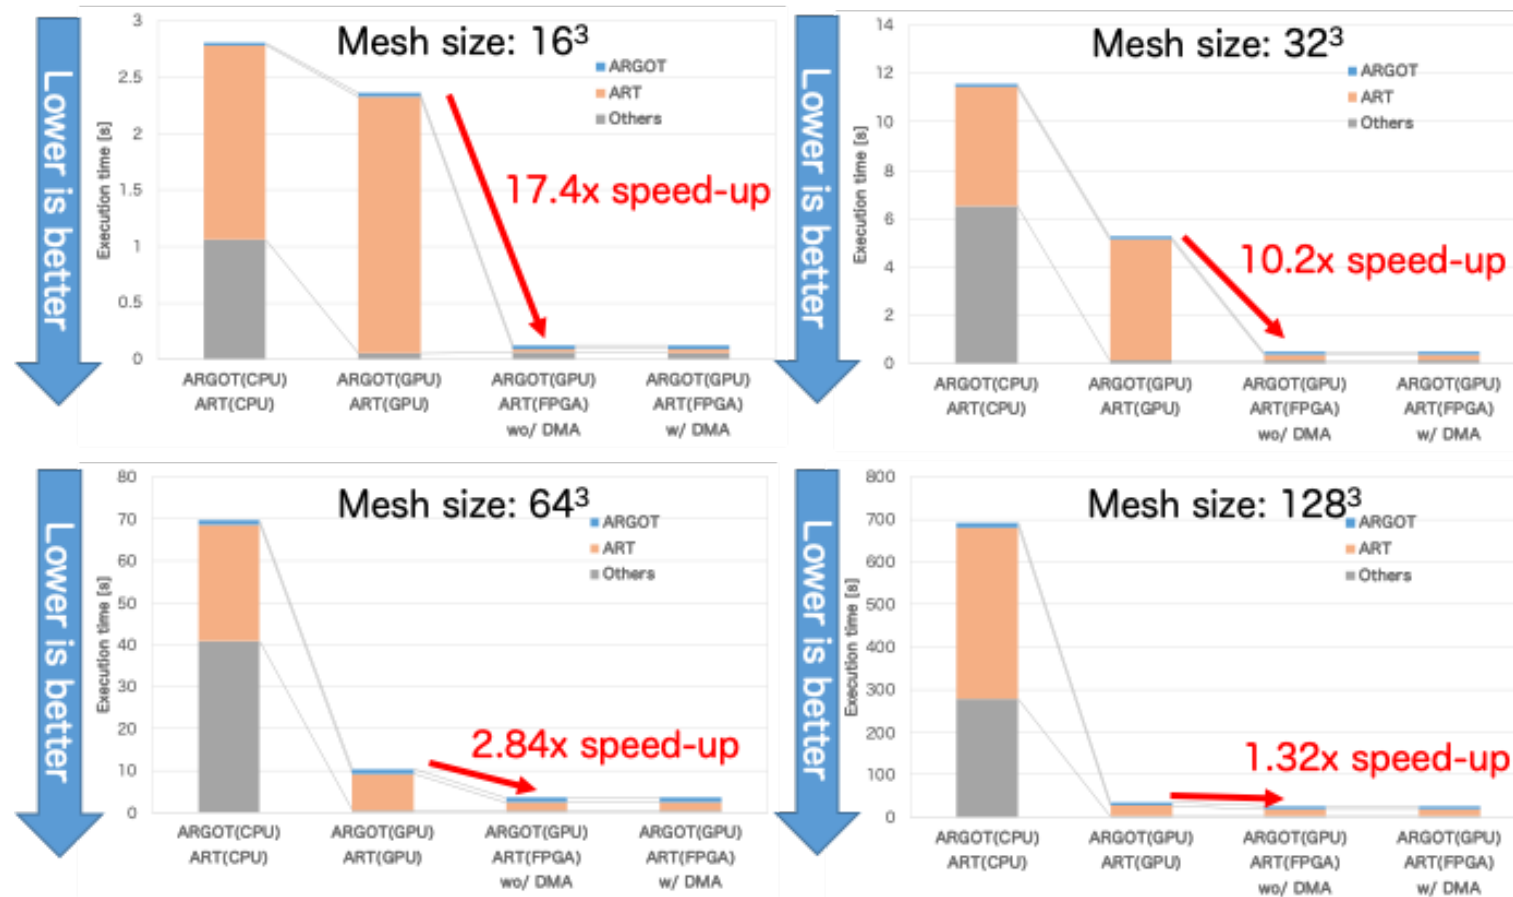 Lower is better
Mesh size: 16³
Execution time [s]
3
2.5
2
1.5
1
0.5
0
ARGOT
ART
Others
17.4x speed-up
ARGOT(CPU) ARGOT(GPU) ARGOT(GPU) ARGOT(GPU)
ART(CPU) ART(GPU) ART(FPGA) ART(FPGA)
wo/ DMA w/ DMA
Lower is better
Mesh size: 32³
Execution time [s]
14
12
10
8
6
4
2
0
ARGOT
ART
Others
10.2x speed-up
ARGOT(CPU) ARGOT(GPU) ARGOT(GPU) ARGOT(GPU)
ART(CPU) ART(GPU) ART(FPGA) ART(FPGA)
wo/ DMA w/ DMA
Lower is better
Mesh size: 64³
Execution time [s]
80
70
60
50
40
30
20
10
0
ARGOT
ART
Others
2.84x speed-up
ARGOT(CPU) ARGOT(GPU) ARGOT(GPU) ARGOT(GPU)
ART(CPU) ART(GPU) ART(FPGA) ART(FPGA)
wo/ DMA w/ DMA
Lower is better
Mesh size: 128³
Execution time [s]
800
700
600
500
400
300
200
100
0
ARGOT
ART
Others
1.32x speed-up
ARGOT(CPU) ARGOT(GPU) ARGOT(GPU) ARGOT(GPU)
ART(CPU) ART(GPU) ART(FPGA) ART(FPGA)
wo/ DMA w/ DMA